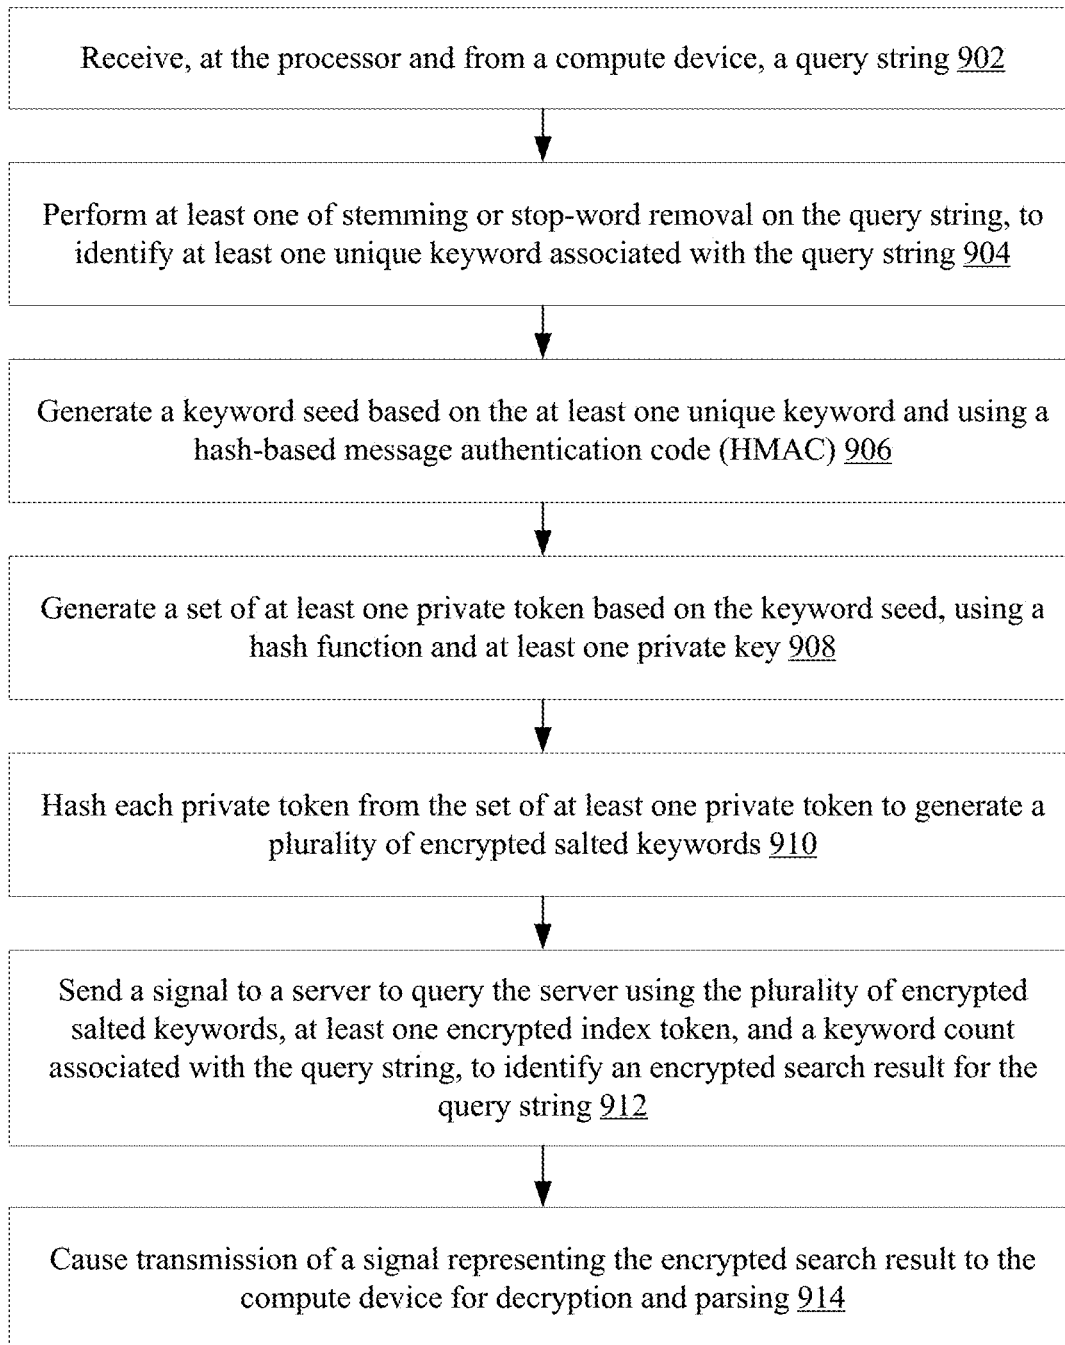 Receive, at the processor and from a compute device, a query string 902
Perform at least one of stemming or stop-word removal on the query string, to
identify at least one unique keyword associated with the query string 904
Generate a keyword seed based on the at least one unique keyword and using a
hash-based message authentication code (HMAC) 906
Generate a set of at least one private token based on the keyword seed, using a
hash function and at least one private key 908
Hash each private token from the set of at least one private token to generate a
plurality of encrypted salted keywords 910
Send a signal to a server to query the server using the plurality of encrypted
salted keywords, at least one encrypted index token, and a keyword count
associated with the query string, to identify an encrypted search result for the
query string 912
Cause transmission of a signal representing the encrypted search result to the
compute device for decryption and parsing 914